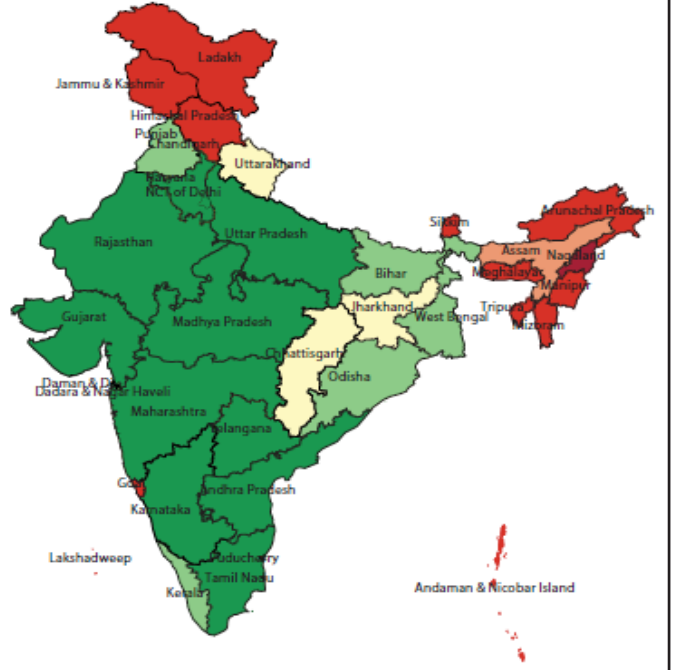 Ladakh
Jammu & Kashmir
Himachal Pradesh
Punjab
Chandigarh
Uttarakhand
Haryana
NCT of Delhi
Rajasthan
Uttar Pradesh
Sikkim
Arunachal Pradesh
Assam
Nagaland
Meghalaya
Manipur
Bihar
Tripura
Mizoram
Jharkhand
West Bengal
Gujarat
Madhya Pradesh
Chhattisgarh
Odisha
Daman & Diu
Dadara & Nagar Haveli
Maharashtra
Telangana
Goa
Andhra Pradesh
Karnataka
Lakshadweep
Puducherry
Tamil Nadu
Kerala
Andaman & Nicobar Island